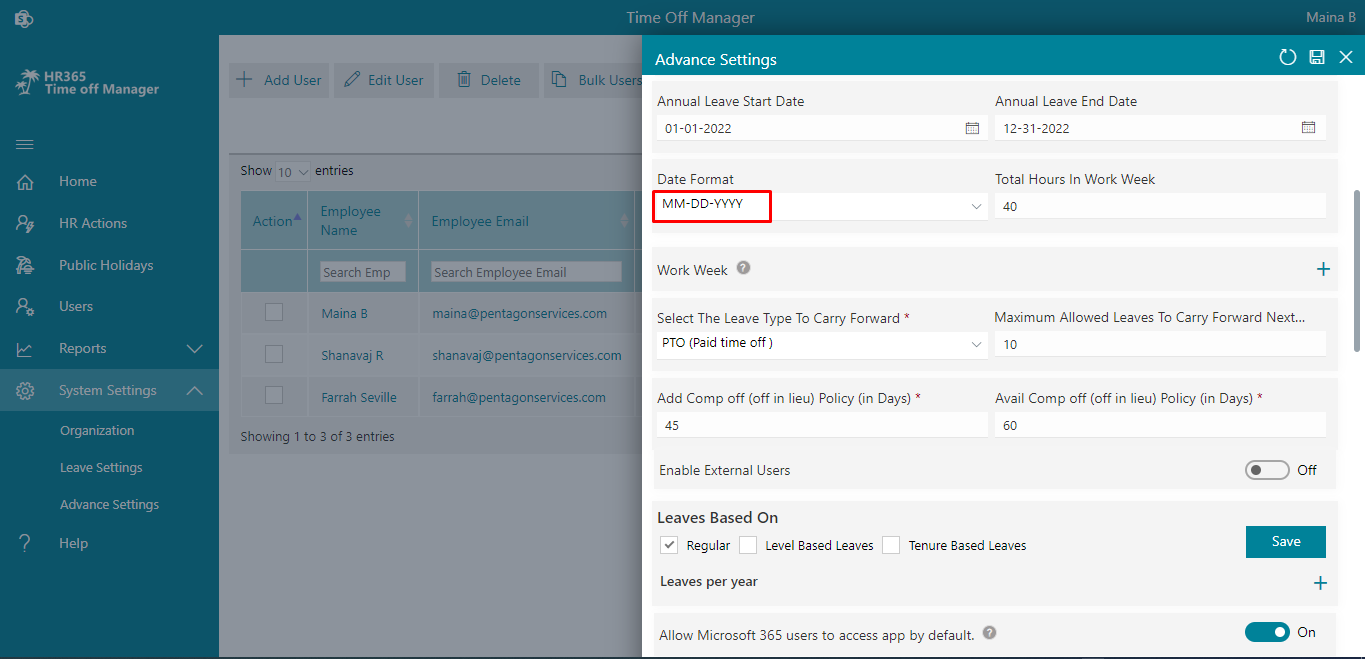 Time Off Manager
Maina B
HR365
Time off Manager
Home
HR Actions
Public Holidays
Users
Reports
System Settings
Organization
Leave Settings
Advance Settings
Help
Add User
Edit User
Delete
Bulk Users
Show 10 entries
Action
Employee Name
Employee Email
Search Emp
Search Employee Email
Maina B
maina@pentagonservices.com
Shanavaj R
shanavaj@pentagonservices.com
Farrah Seville
farrah@pentagonservices.com
Showing 1 to 3 of 3 entries
Advance Settings
Annual Leave Start Date
Annual Leave End Date
01-01-2022
12-31-2022
Date Format
Total Hours In Work Week
MM-DD-YYYY
40
Work Week ?
Select The Leave Type To Carry Forward *
Maximum Allowed Leaves To Carry Forward Next...
PTO (Paid time off )
10
Add Comp off (off in lieu) Policy (in Days) *
Avail Comp off (off in lieu) Policy (in Days) *
45
60
Enable External Users
Off
Leaves Based On
Regular
Level Based Leaves
Tenure Based Leaves
Save
Leaves per year
Allow Microsoft 365 users to access app by default. ?
On